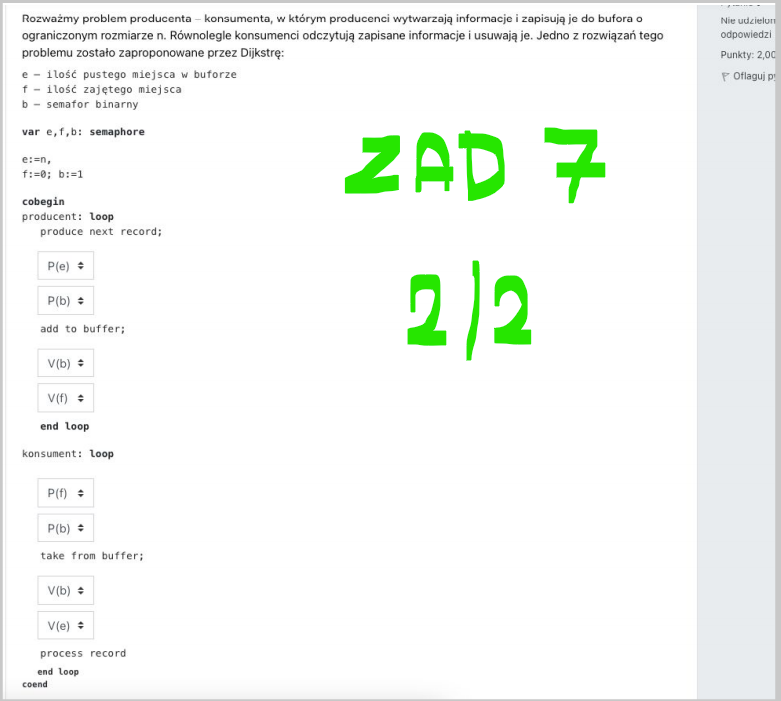 Rozważmy problem producenta – konsumenta, w którym producenci wytwarzają informacje i zapisują je do bufora o
ograniczonym rozmiarze n. Równolegle konsumenci odczytują zapisane informacje i usuwają je. Jedno z rozwiązań tego
problemu zostało zaproponowane przez Dijkstrę:
e – ilość pustego miejsca w buforze
f – ilość zajętego miejsca
b – semafor binarny
var e,f,b: semaphore
e:=n,
f:=0; b:=1
cobegin
producent: loop
produce next record;
P(e)
P(b)
add to buffer;
V(b)
V(f)
end loop
konsument: loop
P(f)
P(b)
take from buffer;
V(b)
V(e)
process record
end loop
coend
ZAD 7
2/2
Nie udzielon
odpowiedzi
Punkty: 2,00
Oflaguj py